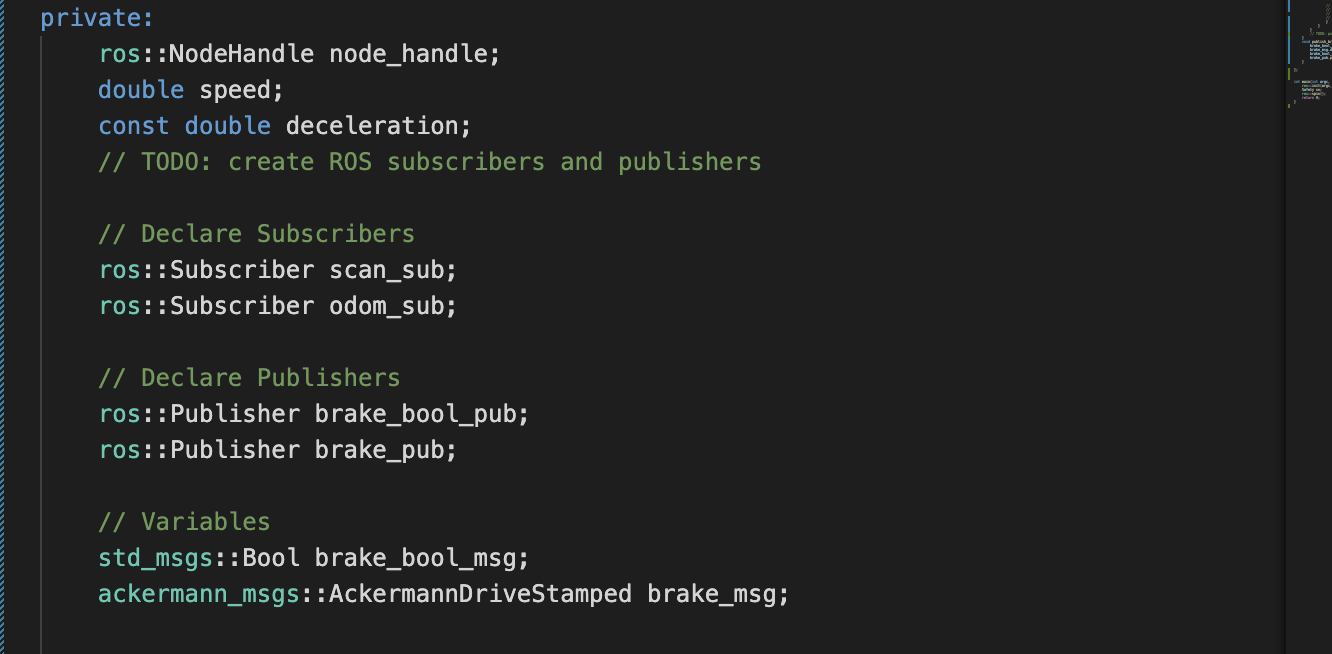 private:
ros::NodeHandle node_handle;
double speed;
const double deceleration;
// TODO: create ROS subscribers and publishers
// Declare Subscribers
ros::Subscriber scan_sub;
ros::Subscriber odom_sub;
// Declare Publishers
ros::Publisher brake_bool_pub;
ros::Publisher brake_pub;
// Variables
std_msgs::Bool brake_bool_msg;
ackermann_msgs::AckermannDriveStamped brake_msg;